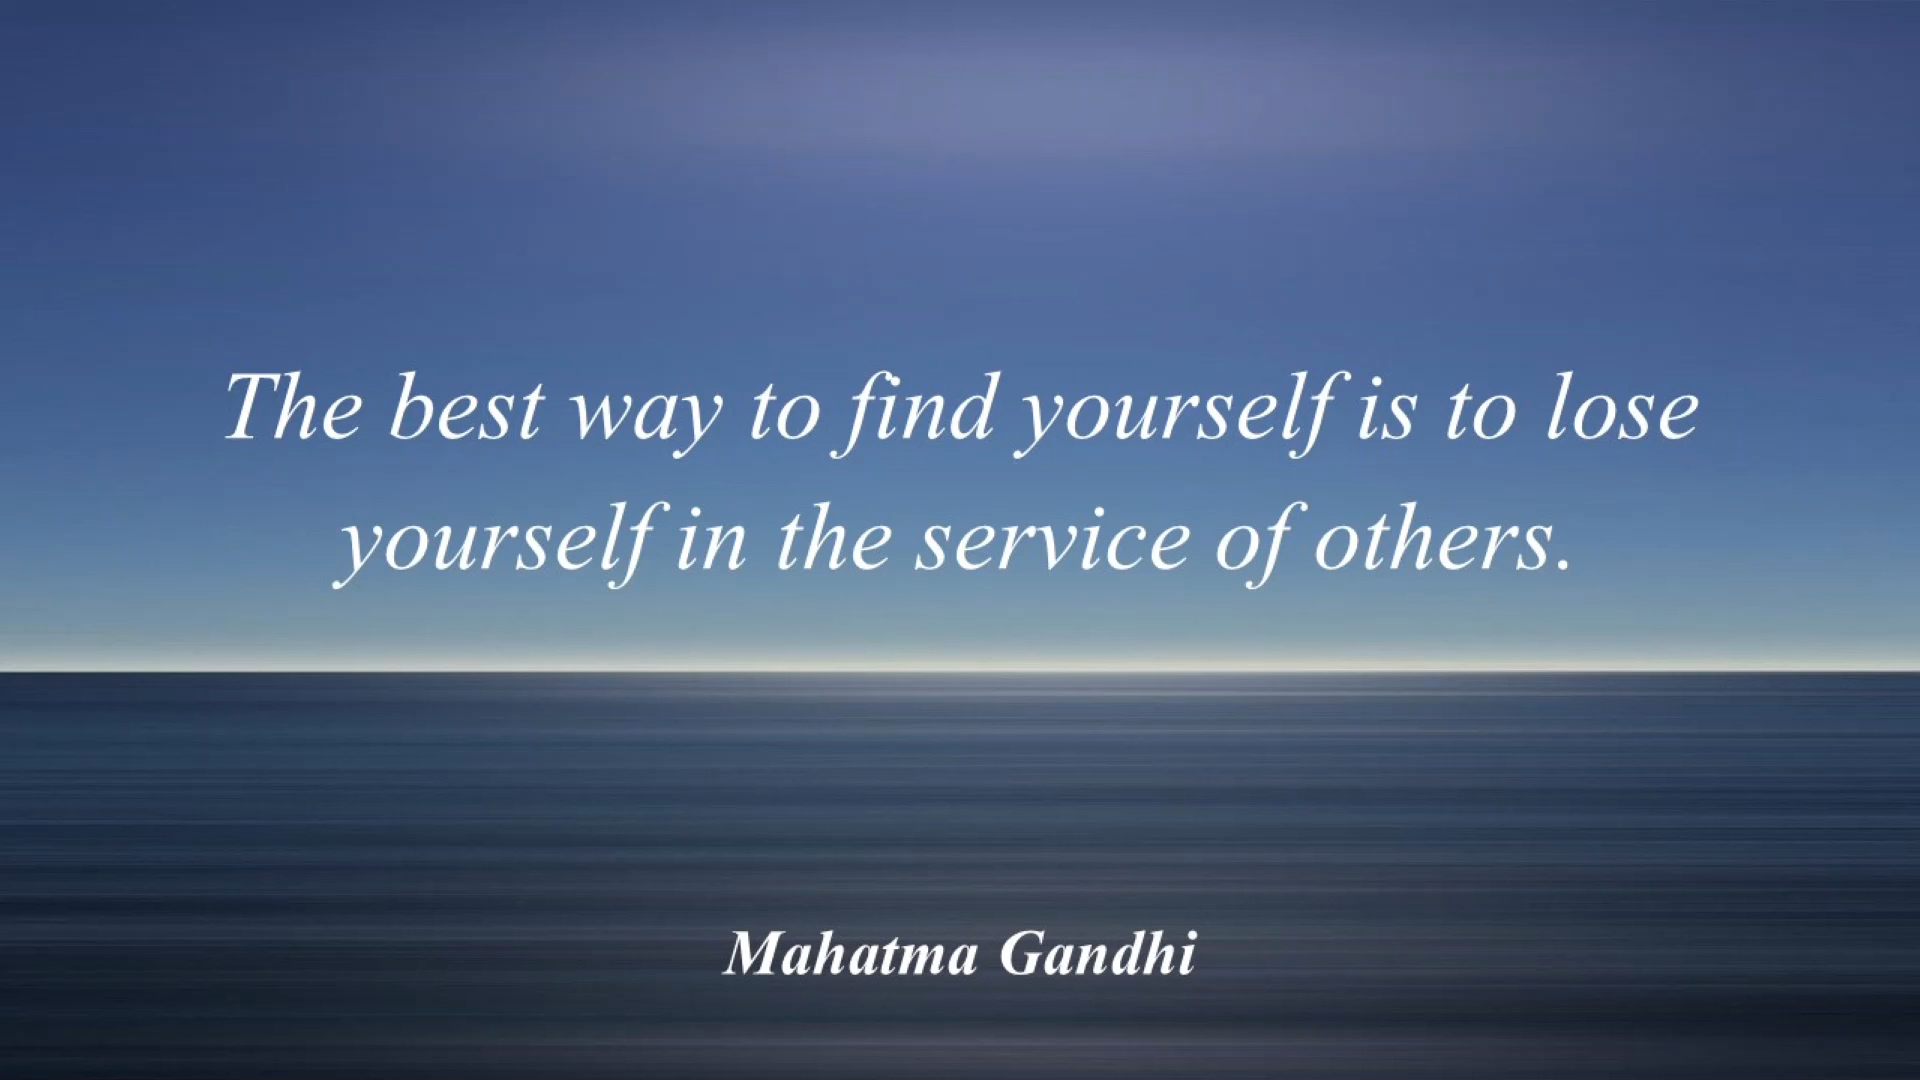 The best way to find yourself is to lose
yourself in the service of others.
Mahatma Gandhi